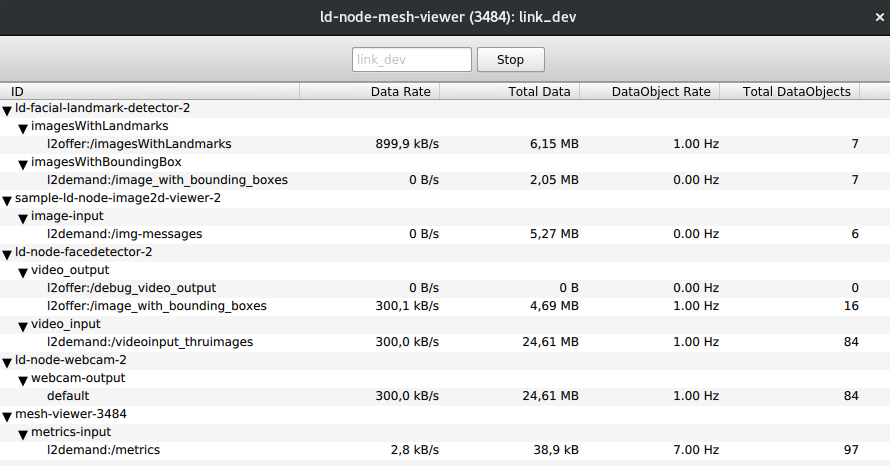 ld-node-mesh-viewer (3484): link_dev
link_dev Stop
ID Data Rate Total Data DataObject Rate Total DataObjects
ld-facial-landmark-detector-2
imagesWithLandmarks
l2offer:/imagesWithLandmarks 899,9 kB/s 6,15 MB 1.00 Hz 7
imagesWithBoundingBox
l2demand:/image_with_bounding_boxes 0 B/s 2,05 MB 0.00 Hz 7
sample-ld-node-image2d-viewer-2
image-input
l2demand:/img-messages 0 B/s 5,27 MB 0.00 Hz 6
ld-node-facedetector-2
video_output
l2offer:/debug_video_output 0 B/s 0 B 0.00 Hz 0
l2offer:/image_with_bounding_boxes 300,1 kB/s 4,69 MB 1.00 Hz 16
video_input
l2demand:/videoinput_thruimages 300,0 kB/s 24,61 MB 1.00 Hz 84
ld-node-webcam-2
webcam-output
default 300,0 kB/s 24,61 MB 1.00 Hz 84
mesh-viewer-3484
metrics-input
l2demand:/metrics 2,8 kB/s 38,9 kB 7.00 Hz 97